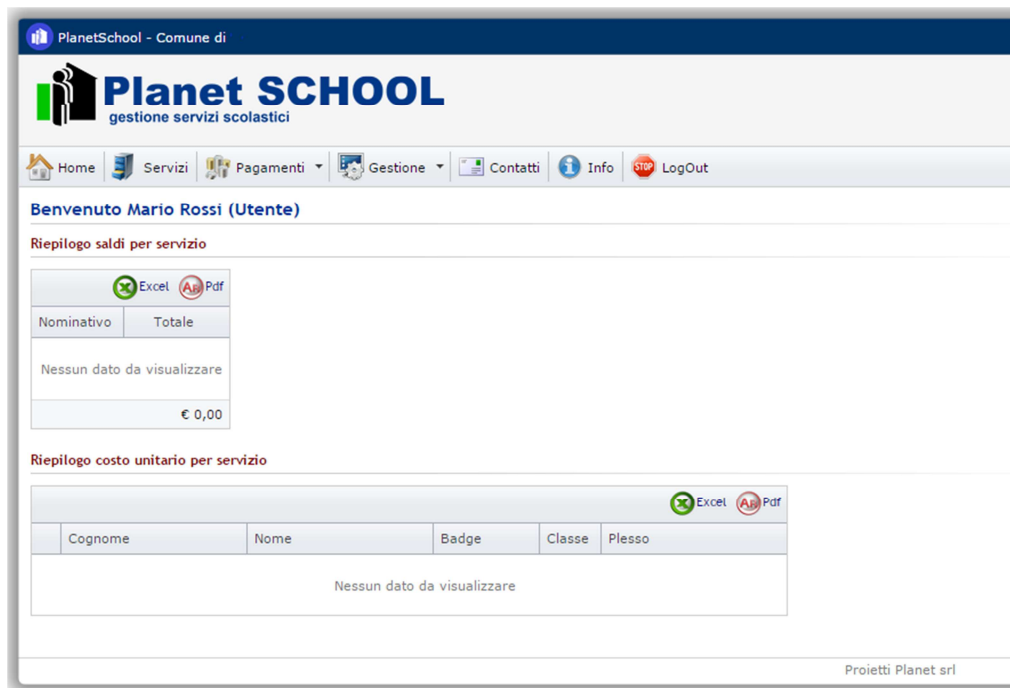 PlanetSchool - Comune di
Planet SCHOOL
gestione servizi scolastici
Home Servizi Pagamenti Gestione Contatti Info STOP LogOut
Benvenuto Mario Rossi (Utente)
Riepilogo saldi per servizio
Excel Pdf
Nominativo Totale
Nessun dato da visualizzare
€ 0,00
Riepilogo costo unitario per servizio
Excel Pdf
Cognome Nome Badge Classe Plesso
Nessun dato da visualizzare
Proietti Planet srl